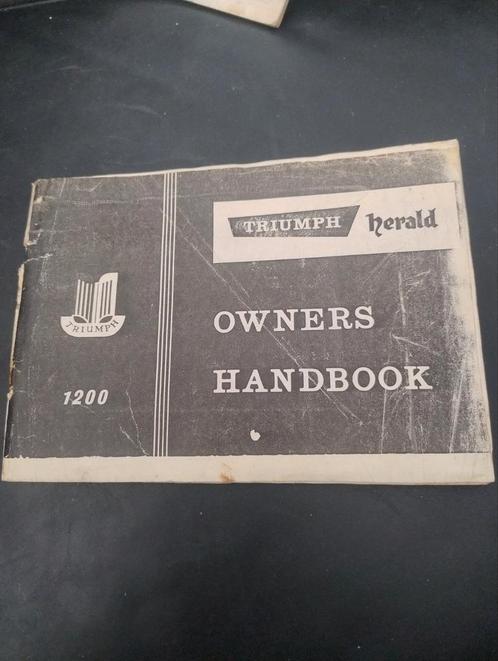 TRIUMPH herald
OWNERS
HANDBOOK
TRIUMPH
1200